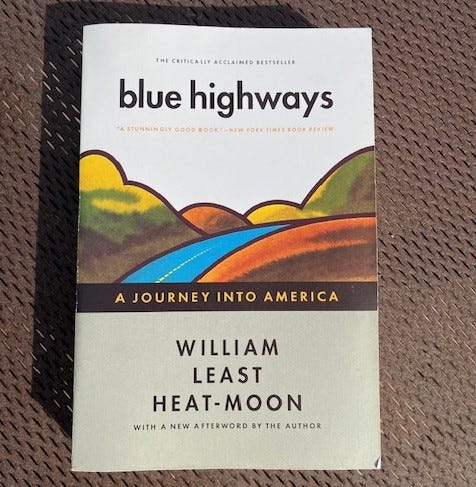 THE CRITICALLY ACCLAIMED BESTSELLER
blue highways
"A STUNNINGLY GOOD BOOK."—NEW YORK TIMES BOOK REVIEW
A JOURNEY INTO AMERICA
WILLIAM
LEAST
HEAT-MOON
WITH A NEW AFTERWORD BY THE AUTHOR